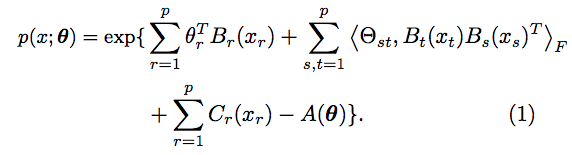 p(x; θ) = exp{ ∑_{r=1}^{p} θ_r^T B_r(x_r) + ∑_{s,t=1}^{p} ⟨Θ_{st}, B_t(x_t)B_s(x_s)^T⟩_F
+ ∑_{r=1}^{p} C_r(x_r) − A(θ)}. (1)